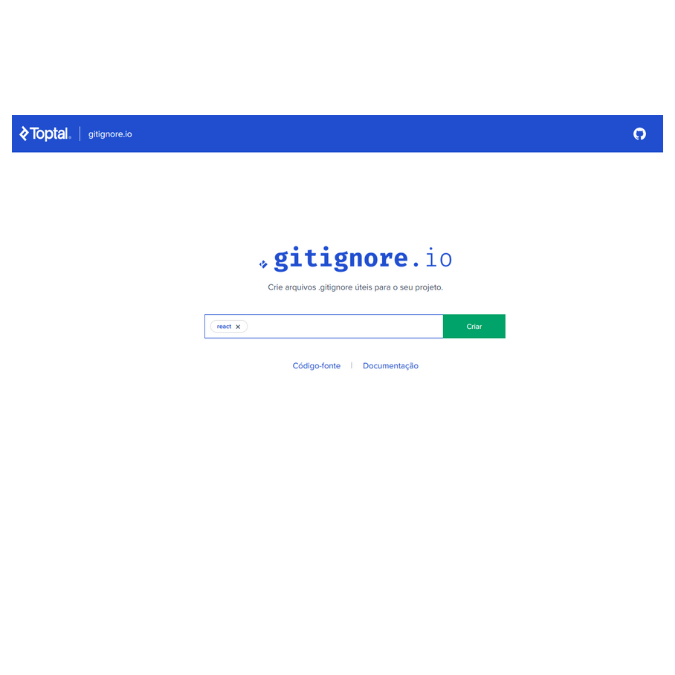 Toptal. gitignore.io
.gitignore.io
Crie arquivos .gitignore úteis para o seu projeto.
react x Criar
Código-fonte | Documentação